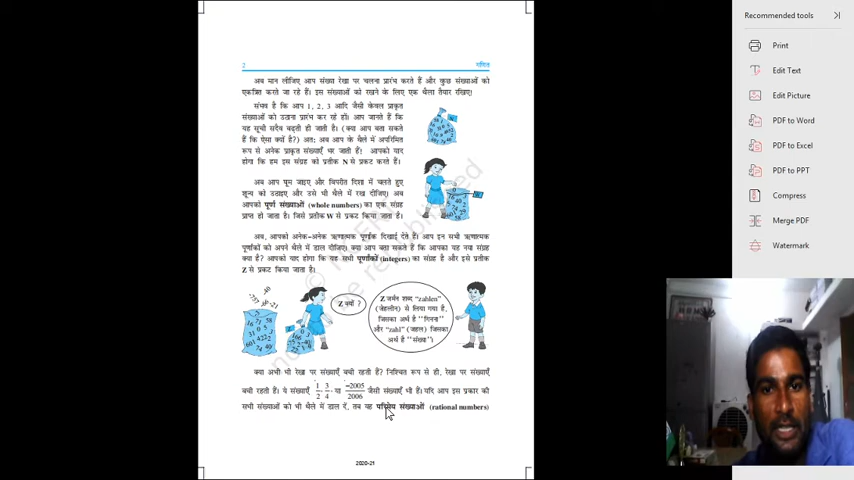 2 गणित
अब मान लीजिए आप संख्या रेखा पर चलना प्रारंभ करते हैं और कुछ संख्याओं को
एकत्रित करते जा रहे हैं। इस संख्याओं को रखने के लिए एक थैला तैयार रखिए!
संभव है कि आप 1, 2, 3 आदि जैसी केवल प्राकृत
संख्याओं को उठाना प्रारंभ कर रहे हों। आप जानते हैं कि
यह सूची सदैव बढ़ती ही जाती है। (क्या आप बता सकते
हैं कि ऐसा क्यों है?) अतः अब आप के थैले में अपरिमित
रूप से अनेक प्राकृत संख्याएँ भर जाती हैं! आपको याद
होगा कि हम इस संग्रह को प्रतीक N से प्रकट करते हैं।
अब आप घूम जाइए और विपरीत दिशा में चलते हुए
शून्य को उठाइए और उसे भी थैले में रख दीजिए। अब
आपको पूर्ण संख्याओं (whole numbers) का एक संग्रह
प्राप्त हो जाता है। जिसे प्रतीक W से प्रकट किया जाता है।
अब, आपको अनेक-अनेक ऋणात्मक पूर्णांक दिखाई देते हैं। आप इन सभी ऋणात्मक
पूर्णांकों को अपने थैले में डाल दीजिए। क्या आप बता सकते हैं कि आपका यह नया संग्रह
क्या है? आपको याद होगा कि यह सभी पूर्णांकों (integers) का संग्रह है और इसे प्रतीक
Z से प्रकट किया जाता है।
Z क्यों ?
Z जर्मन शब्द "zahlen"
(जेहलीन) से लिया गया है,
जिसका अर्थ है "गिनना"
और "zahl" (जहल) जिसका
अर्थ है "संख्या")
क्या अभी भी रेखा पर संख्याएँ बची रहती हैं? निश्चित रूप से ही, रेखा पर संख्याएँ
बची रहती हैं। ये संख्याएँ 1/2, 3/4 या −2005/2006 जैसी संख्याएँ भी हैं। यदि आप इस प्रकार की
सभी संख्याओं को भी थैले में डाल दें, तब यह परिमेय संख्याओं (rational numbers)
2020-21
Recommended tools
Print
Edit Text
Edit Picture
PDF to Word
PDF to Excel
PDF to PPT
Compress
Merge PDF
Watermark